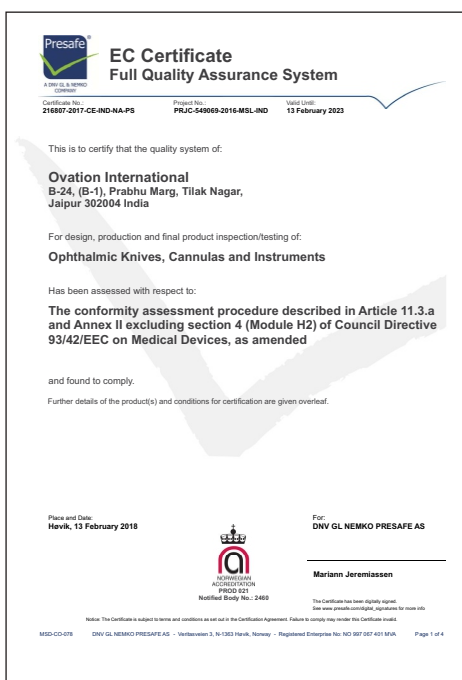 Presafe
A DNV GL & NEMKO
COMPANY
EC Certificate
Full Quality Assurance System
Certificate No.:
216807-2017-CE-IND-NA-PS
Project No.:
PRJC-549069-2016-MSL-IND
Valid Until:
13 February 2023
This is to certify that the quality system of:
Ovation International
B-24, (B-1), Prabhu Marg, Tilak Nagar,
Jaipur 302004 India
For design, production and final product inspection/testing of:
Ophthalmic Knives, Cannulas and Instruments
Has been assessed with respect to:
The conformity assessment procedure described in Article 11.3.a
and Annex II excluding section 4 (Module H2) of Council Directive
93/42/EEC on Medical Devices, as amended
and found to comply.
Further details of the product(s) and conditions for certification are given overleaf.
Place and Date:
Høvik, 13 February 2018
NORWEGIAN
ACCREDITATION
PROD 021
Notified Body No.: 2460
For:
DNV GL NEMKO PRESAFE AS
Mariann Jeremiassen
The Certificate has been digitally signed.
See www.presafe.com/digital_signatures for more info
Notice: The Certificate is subject to terms and conditions as set out in the Certification Agreement. Failure to comply may render this Certificate invalid.
MSD-CO-078 DNV GL NEMKO PRESAFE AS - Veritasveien 3, N-1363 Høvik, Norway - Registered Enterprise No: NO 997 067 401 MVA Page 1 of 4